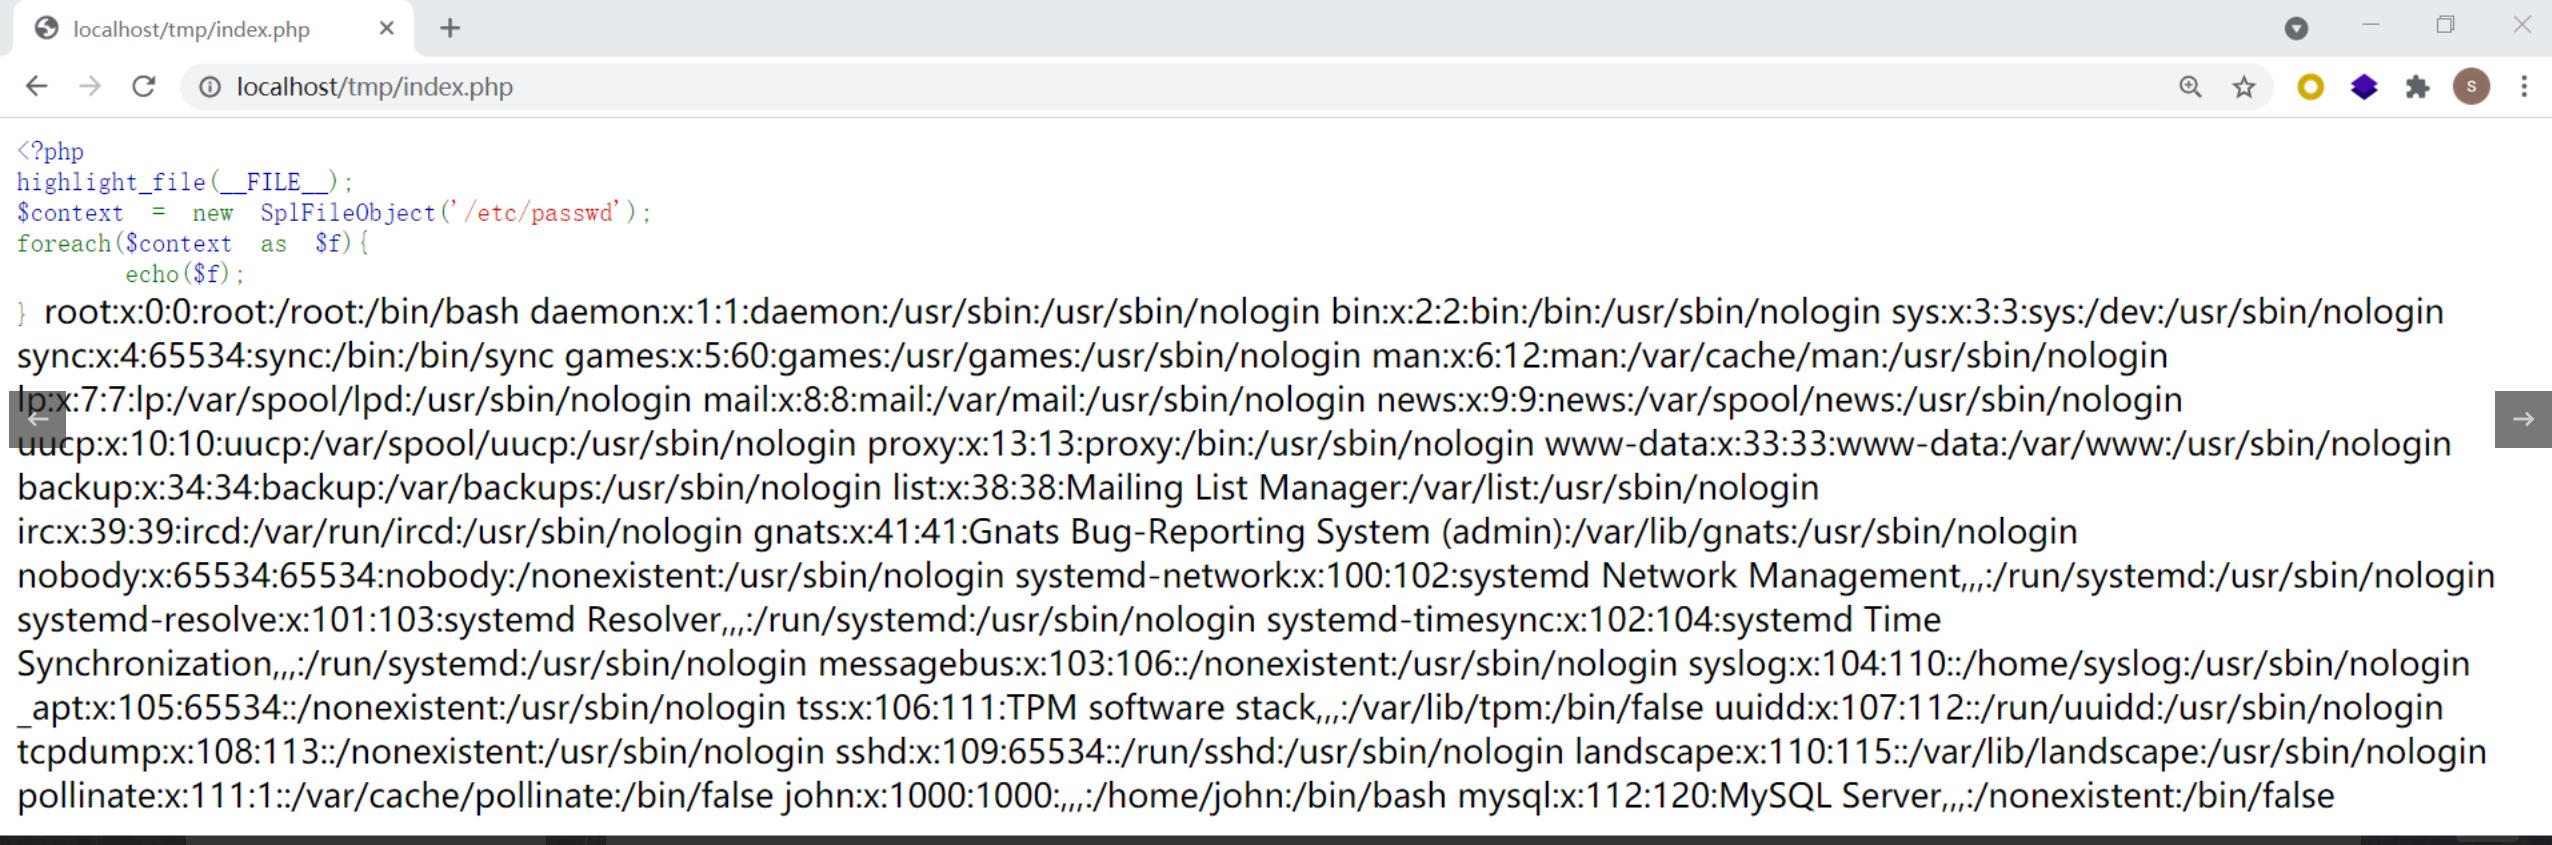 localhost/tmp/index.php
localhost/tmp/index.php
S
<?php
highlight_file(__FILE__);
$context = new SplFileObject('/etc/passwd');
foreach($context as $f){
echo($f);
} root:x:0:0:root:/root:/bin/bash daemon:x:1:1:daemon:/usr/sbin:/usr/sbin/nologin bin:x:2:2:bin:/bin:/usr/sbin/nologin sys:x:3:3:sys:/dev:/usr/sbin/nologin
sync:x:4:65534:sync:/bin:/bin/sync games:x:5:60:games:/usr/games:/usr/sbin/nologin man:x:6:12:man:/var/cache/man:/usr/sbin/nologin
lp:x:7:7:lp:/var/spool/lpd:/usr/sbin/nologin mail:x:8:8:mail:/var/mail:/usr/sbin/nologin news:x:9:9:news:/var/spool/news:/usr/sbin/nologin
uucp:x:10:10:uucp:/var/spool/uucp:/usr/sbin/nologin proxy:x:13:13:proxy:/bin:/usr/sbin/nologin www-data:x:33:33:www-data:/var/www:/usr/sbin/nologin
backup:x:34:34:backup:/var/backups:/usr/sbin/nologin list:x:38:38:Mailing List Manager:/var/list:/usr/sbin/nologin
irc:x:39:39:ircd:/var/run/ircd:/usr/sbin/nologin gnats:x:41:41:Gnats Bug-Reporting System (admin):/var/lib/gnats:/usr/sbin/nologin
nobody:x:65534:65534:nobody:/nonexistent:/usr/sbin/nologin systemd-network:x:100:102:systemd Network Management,,,:/run/systemd:/usr/sbin/nologin
systemd-resolve:x:101:103:systemd Resolver,,,:/run/systemd:/usr/sbin/nologin systemd-timesync:x:102:104:systemd Time
Synchronization,,,:/run/systemd:/usr/sbin/nologin messagebus:x:103:106::/nonexistent:/usr/sbin/nologin syslog:x:104:110::/home/syslog:/usr/sbin/nologin
_apt:x:105:65534::/nonexistent:/usr/sbin/nologin tss:x:106:111:TPM software stack,,,:/var/lib/tpm:/bin/false uuidd:x:107:112::/run/uuidd:/usr/sbin/nologin
tcpdump:x:108:113::/nonexistent:/usr/sbin/nologin sshd:x:109:65534::/run/sshd:/usr/sbin/nologin landscape:x:110:115::/var/lib/landscape:/usr/sbin/nologin
pollinate:x:111:1::/var/cache/pollinate:/bin/false john:x:1000:1000:,,,:/home/john:/bin/bash mysql:x:112:120:MySQL Server,,,:/nonexistent:/bin/false